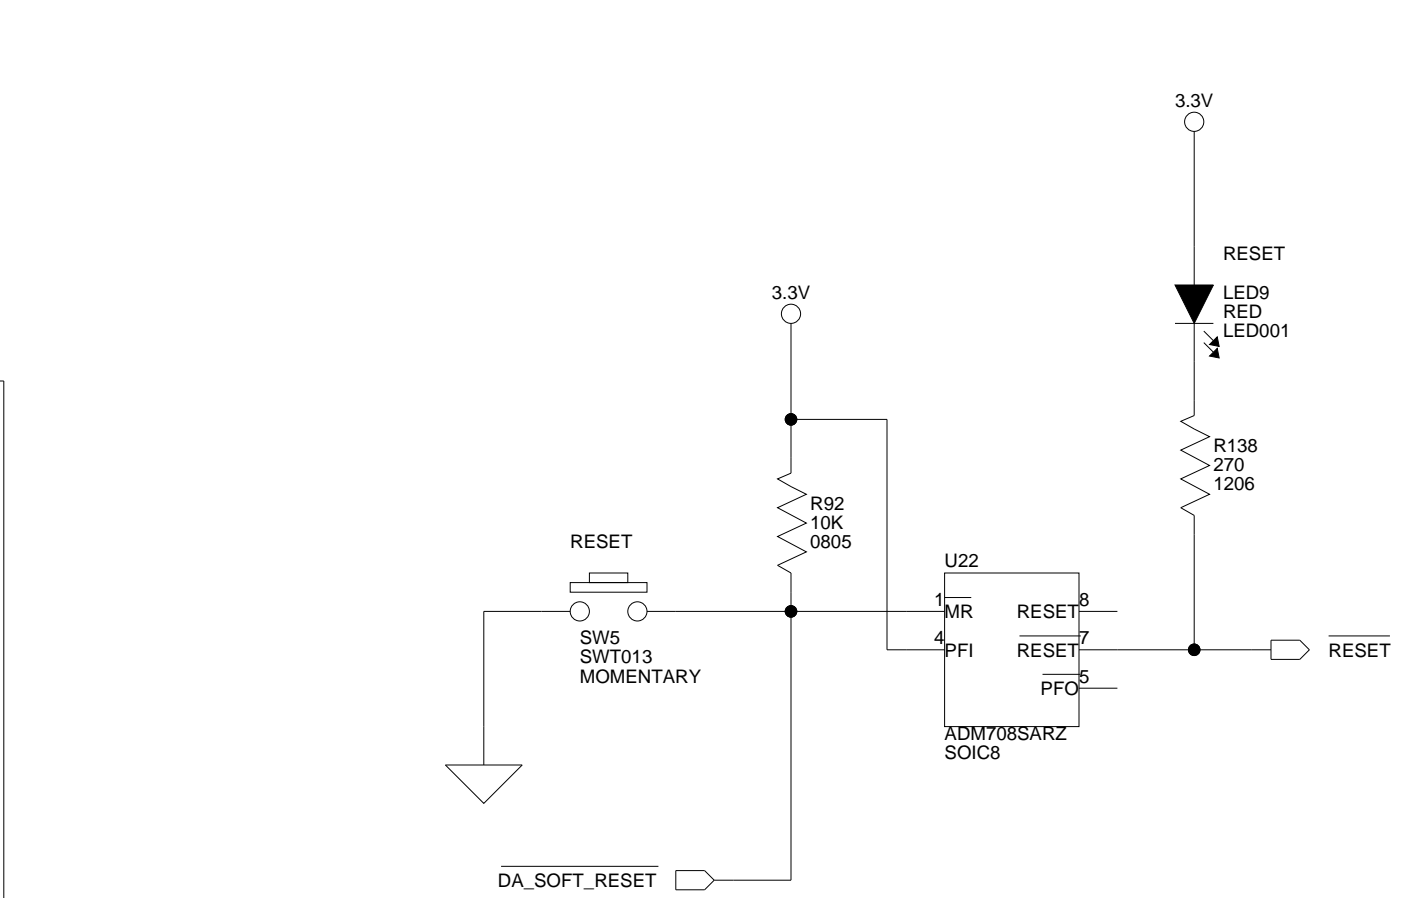 3.3V
RESET
LED9
RED
LED001
3.3V
R138
270
1206
R92
10K
0805
RESET
U22
1
MR
RESET
8
SW5
SWT013
MOMENTARY
4
PFI
RESET
7
RESET
PFO
5
ADM708SARZ
SOIC8
DA_SOFT_RESET